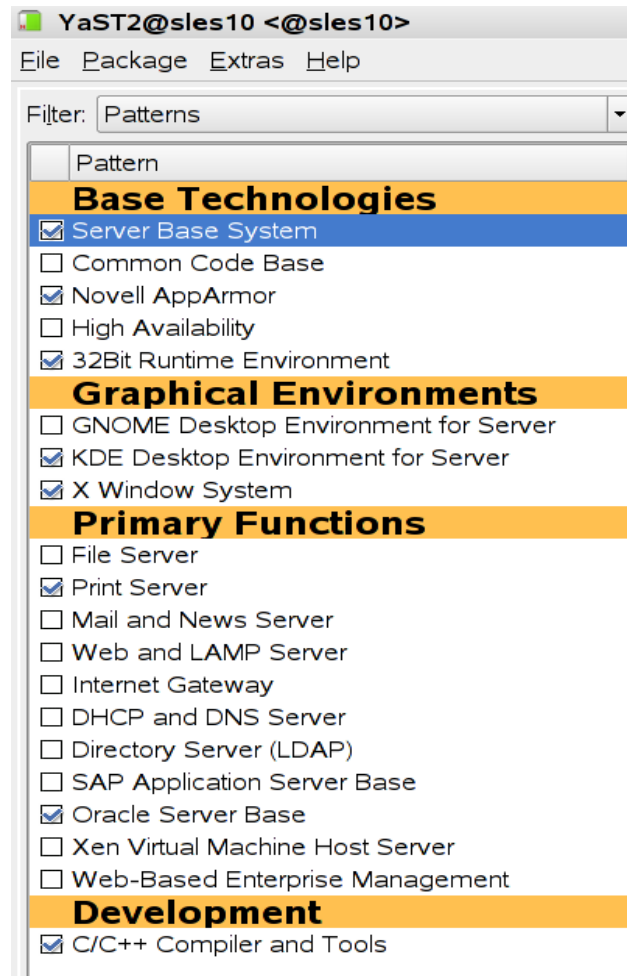 YaST2@sles10 <@sles10>
File Package Extras Help
Filter: Patterns
Pattern
Base Technologies
Server Base System
Common Code Base
Novell AppArmor
High Availability
32Bit Runtime Environment
Graphical Environments
GNOME Desktop Environment for Server
KDE Desktop Environment for Server
X Window System
Primary Functions
File Server
Print Server
Mail and News Server
Web and LAMP Server
Internet Gateway
DHCP and DNS Server
Directory Server (LDAP)
SAP Application Server Base
Oracle Server Base
Xen Virtual Machine Host Server
Web-Based Enterprise Management
Development
C/C++ Compiler and Tools